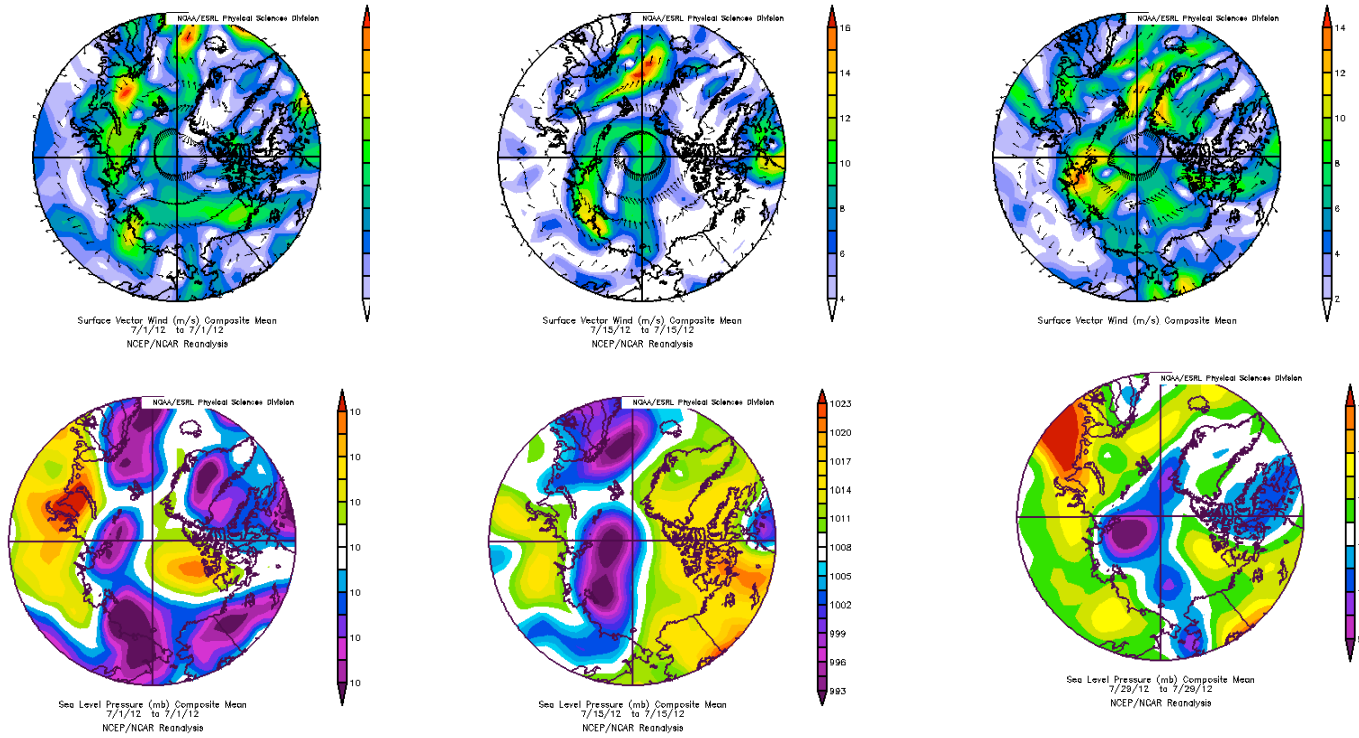 NOAA/ESRL Physical Sciences Division
Surface Vector Wind (m/s) Composite Mean
7/1/12 to 7/1/12
NCEP/NCAR Reanalysis
NOAA/ESRL Physical Sciences Division
16
14
12
10
8
6
4
Surface Vector Wind (m/s) Composite Mean
7/15/12 to 7/15/12
NCEP/NCAR Reanalysis
NOAA/ESRL Physical Sciences Division
14
12
10
8
6
4
2
Surface Vector Wind (m/s) Composite Mean
NOAA/ESRL Physical Sciences Division
10
10
10
10
10
10
10
10
10
10
Sea Level Pressure (mb) Composite Mean
7/1/12 to 7/1/12
NCEP/NCAR Reanalysis
NOAA/ESRL Physical Sciences Division
1023
1020
1017
1014
1011
1008
1005
1002
999
996
993
Sea Level Pressure (mb) Composite Mean
7/15/12 to 7/15/12
NCEP/NCAR Reanalysis
NOAA/ESRL Physical Sciences Division
Sea Level Pressure (mb) Composite Mean
7/29/12 to 7/29/12
NCEP/NCAR Reanalysis